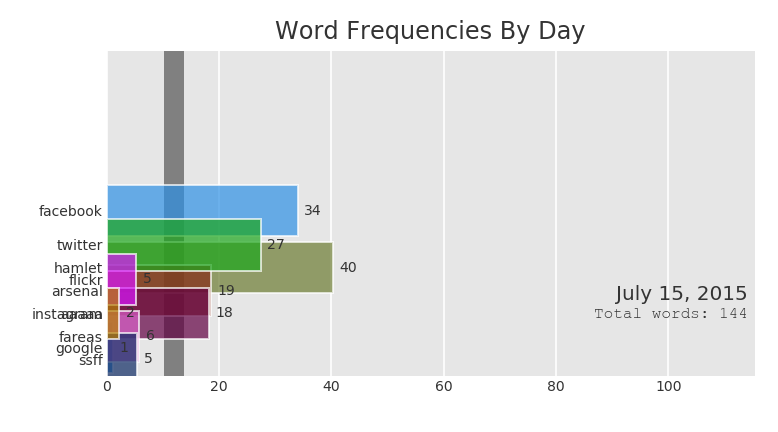 Word Frequencies By Day
facebook 34
twitter 27
hamlet 40
flickr 5
arsenal 19
instagram 2 18
fareas 6
google 1
ssff 5
July 15, 2015
Total words: 144
0 20 40 60 80 100